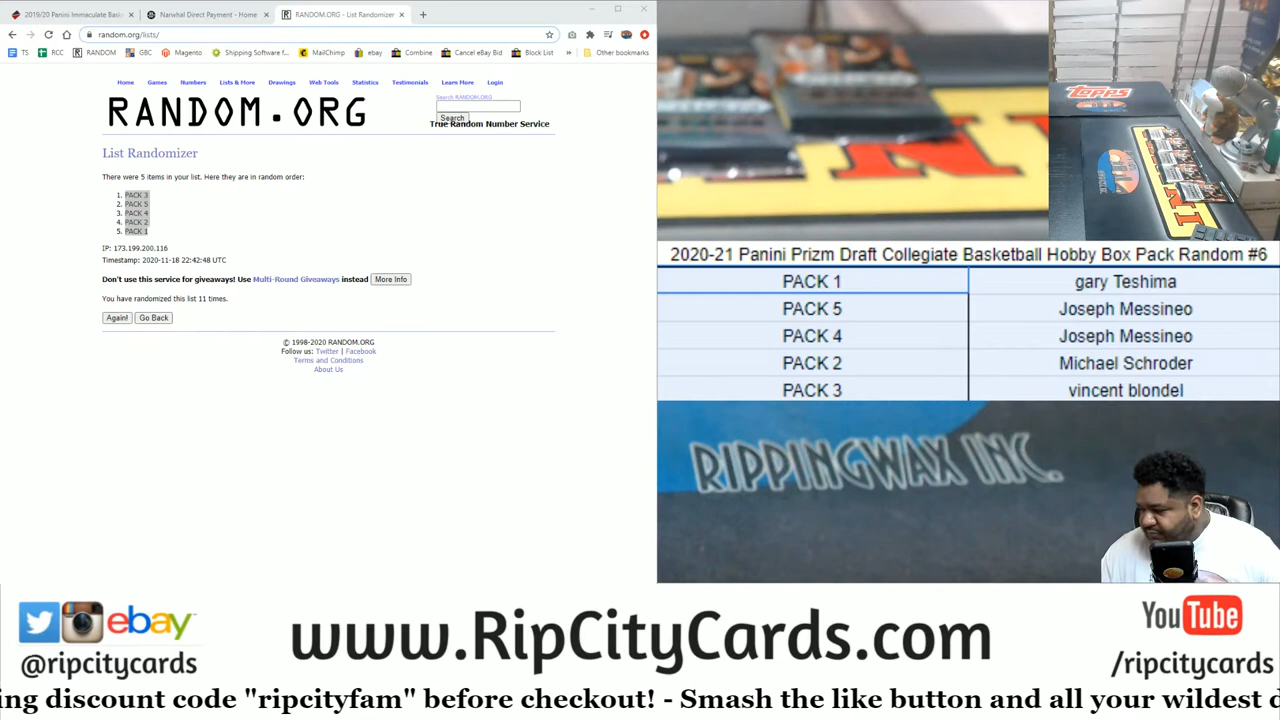 2019/20 Panini Immaculate Bask
Narwhal Direct Payment - Home
RANDOM.ORG - List Randomizer
random.org/lists/
TS
RCC
RANDOM
GBC
Magento
Shipping Software f...
MailChimp
ebay
Combine
Cancel eBay Bid
Block List
Other bookmarks
Home Games Numbers Lists & More Drawings Web Tools Statistics Testimonials Learn More Login
RANDOM.ORG
Search RANDOM.ORG
Search
True Random Number Service
List Randomizer
There were 5 items in your list. Here they are in random order:
1. PACK 3
2. PACK 5
3. PACK 4
4. PACK 2
5. PACK 1
IP: 173.199.200.116
Timestamp: 2020-11-18 22:42:48 UTC
Don't use this service for giveaways! Use Multi-Round Giveaways instead More Info
You have randomized this list 11 times.
Again! Go Back
© 1998-2020 RANDOM.ORG
Follow us: Twitter | Facebook
Terms and Conditions
About Us
Topps
2020-21 Panini Prizm Draft Collegiate Basketball Hobby Box Pack Random #6
PACK 1 gary Teshima
PACK 5 Joseph Messineo
PACK 4 Joseph Messineo
PACK 2 Michael Schroder
PACK 3 vincent blondel
RIPPINGWAX INC.
ebay
@ripcitycards
www.RipCityCards.com
YouTube
/ripcitycards
ing discount code "ripcityfam" before checkout! - Smash the like button and all your wildest d